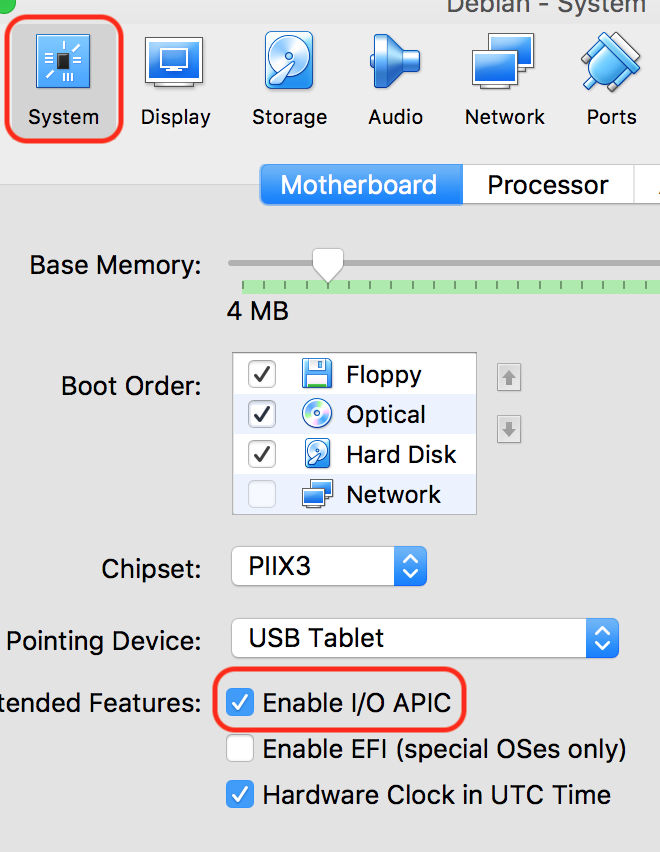 Debian - System
System Display Storage Audio Network Ports
Motherboard Processor
Base Memory:
4 MB
Boot Order:
Floppy
Optical
Hard Disk
Network
Chipset: PIIX3
Pointing Device: USB Tablet
tended Features: Enable I/O APIC
Enable EFI (special OSes only)
Hardware Clock in UTC Time